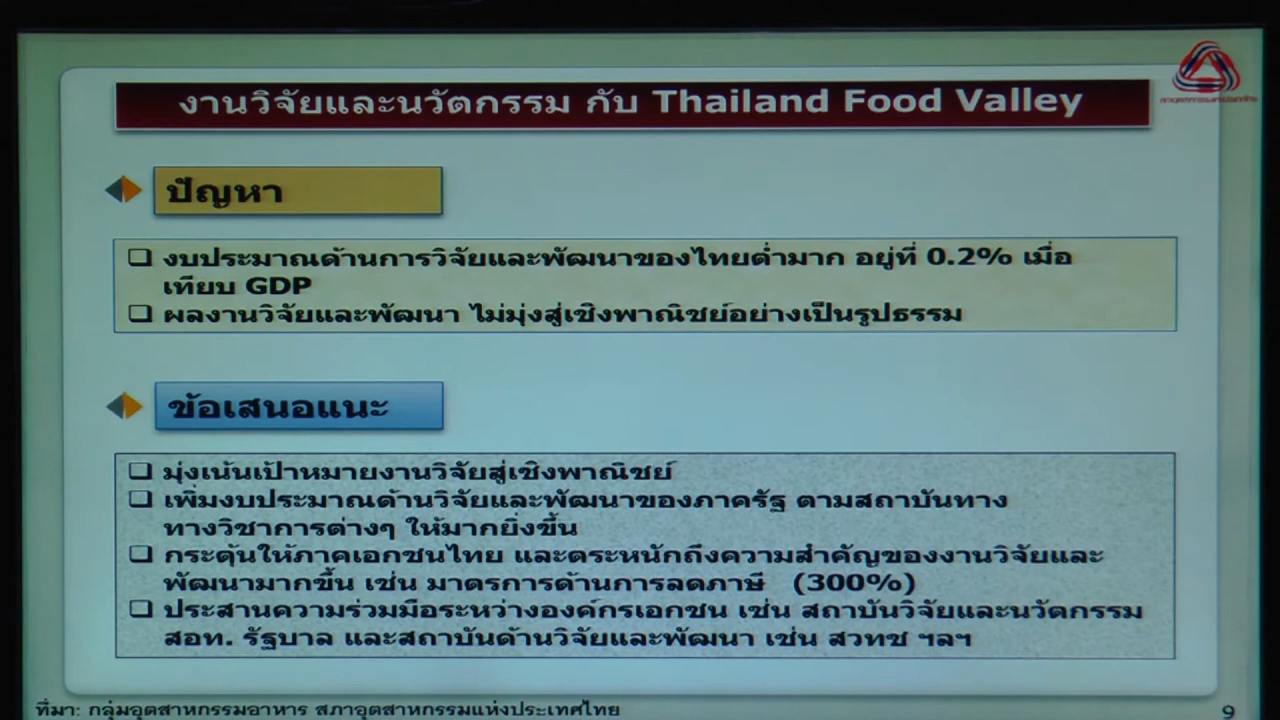 งานวิจัยและนวัตกรรม กับ Thailand Food Valley
ปัญหา
งบประมาณด้านการวิจัยและพัฒนาของไทยต่ำมาก อยู่ที่ 0.2% เมื่อ
เทียบ GDP
ผลงานวิจัยและพัฒนา ไม่มุ่งสู่เชิงพาณิชย์อย่างเป็นรูปธรรม
ข้อเสนอแนะ
มุ่งเน้นเป้าหมายงานวิจัยสู่เชิงพาณิชย์
เพิ่มงบประมาณด้านวิจัยและพัฒนาของภาครัฐ ตามสถาบันทาง
ทางวิชาการต่างๆ ให้มากยิ่งขึ้น
กระตุ้นให้ภาคเอกชนไทย และตระหนักถึงความสำคัญของงานวิจัยและ
พัฒนามากขึ้น เช่น มาตรการด้านการลดภาษี (300%)
ประสานความร่วมมือระหว่างองค์กรเอกชน เช่น สถาบันวิจัยและนวัตกรรม
สอท. รัฐบาล และสถาบันด้านวิจัยและพัฒนา เช่น สวทช ฯลฯ
ที่มา: กลุ่มอุตสาหกรรมอาหาร สภาอุตสาหกรรมแห่งประเทศไทย
9